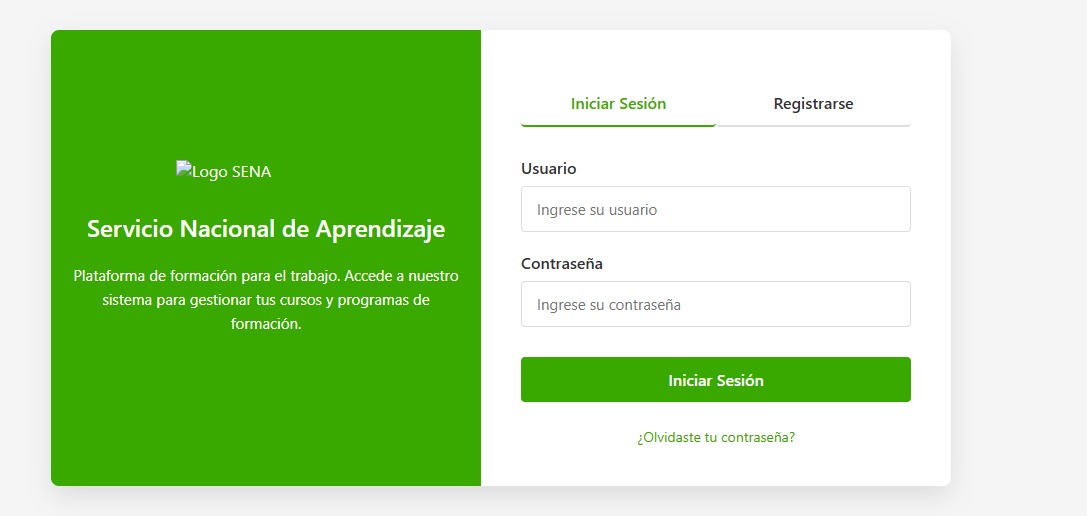 Logo SENA
Servicio Nacional de Aprendizaje
Plataforma de formación para el trabajo. Accede a nuestro
sistema para gestionar tus cursos y programas de
formación.
Iniciar Sesión
Registrarse
Usuario
Ingrese su usuario
Contraseña
Ingrese su contraseña
Iniciar Sesión
¿Olvidaste tu contraseña?